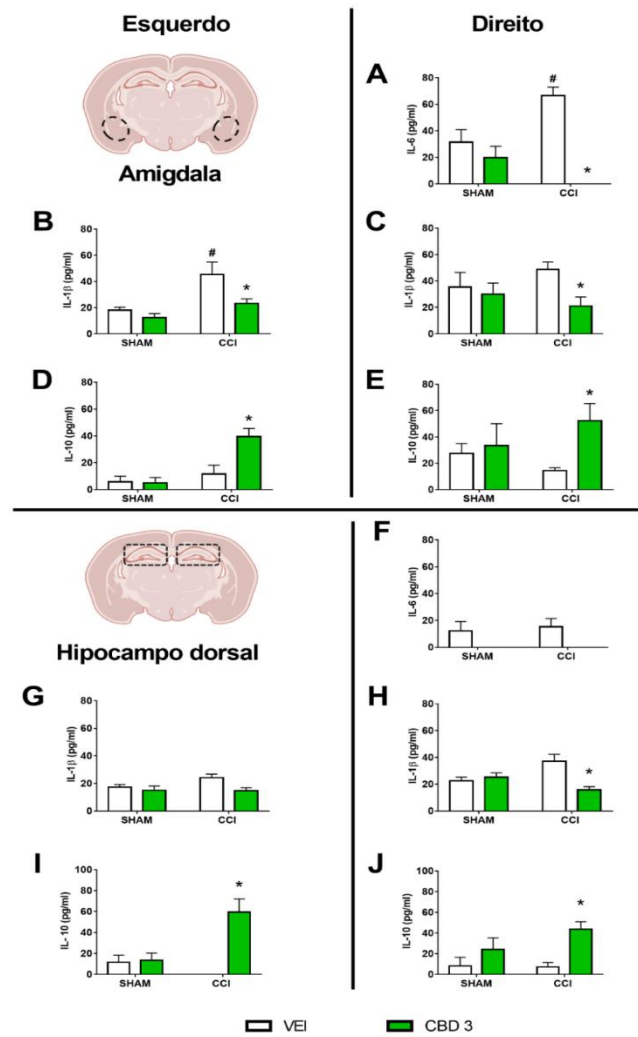 Esquerdo
Direito
Amigdala
A
IL-6 (pg/ml)
80
60
40
20
0
#
*
SHAM
CCI
B
IL-1β (pg/ml)
80
60
40
20
0
#
*
SHAM
CCI
C
IL-1β (pg/ml)
80
60
40
20
0
*
SHAM
CCI
D
IL-10 (pg/ml)
80
60
40
20
0
*
SHAM
CCI
E
IL-10 (pg/ml)
80
60
40
20
0
*
SHAM
CCI
Hipocampo dorsal
F
IL-6 (pg/ml)
80
60
40
20
0
SHAM
CCI
G
IL-1β (pg/ml)
80
60
40
20
0
SHAM
CCI
H
IL-1β (pg/ml)
80
60
40
20
0
*
SHAM
CCI
I
IL- 10 (pg/ml)
100
80
60
40
20
0
*
SHAM
CCI
J
IL-10 (pg/ml)
100
80
60
40
20
0
*
SHAM
CCI
VEI
CBD 3